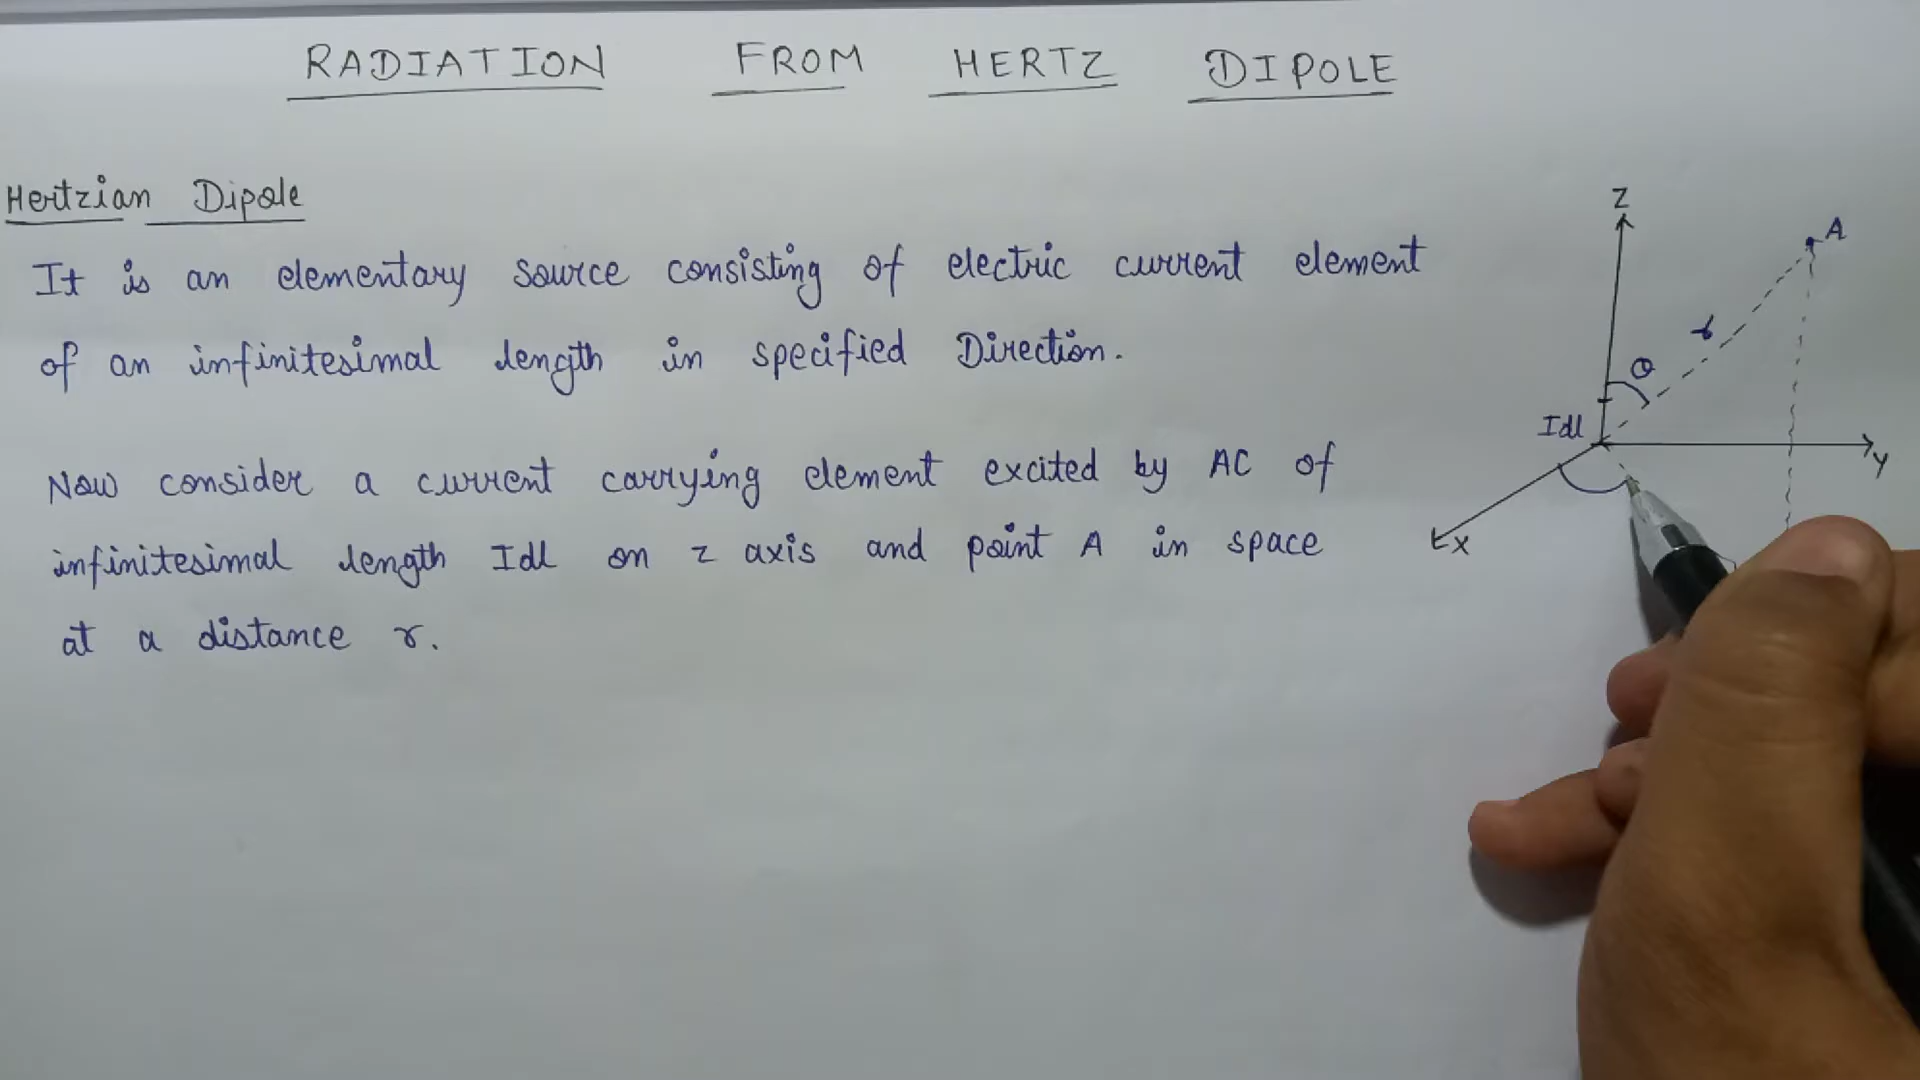 RADIATION FROM HERTZ DIPOLE
Hertzian Dipole
It is an elementary source consisting of electric current element
of an infinitesimal length in specified Direction.
Now consider a current carrying element excited by AC of
infinitesimal length Idl on z axis and point A in space
at a distance r.
Z
A
r
θ
Idl
Y
X